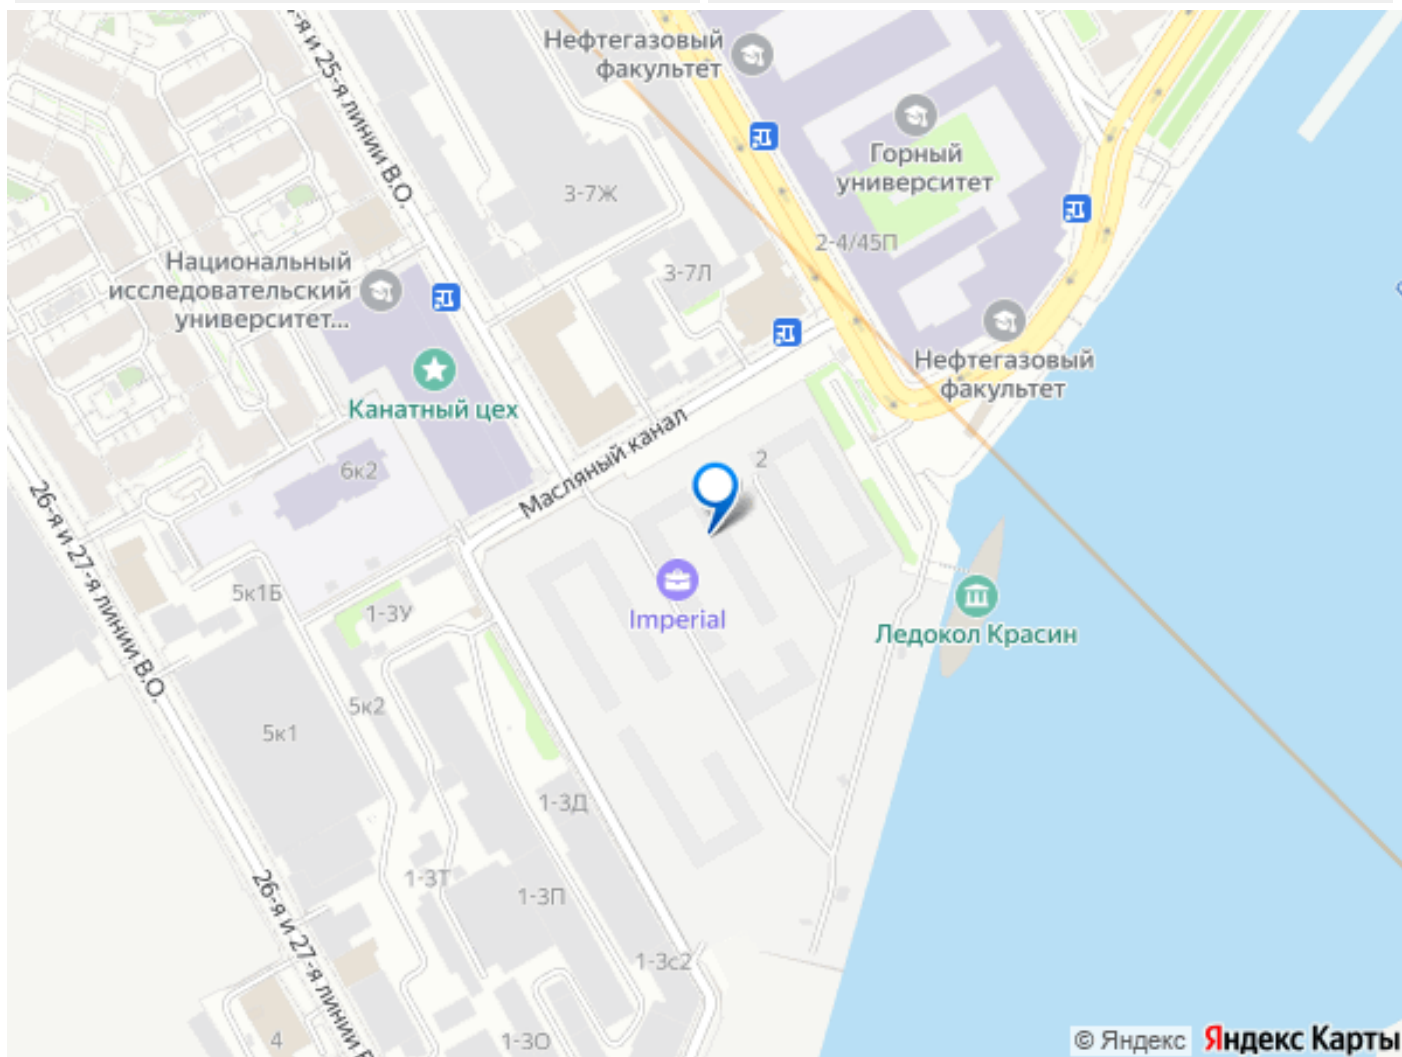 Нефтегазовый
факультет
24-я и 25-я линии В.О.
Горный
университет
3-7Ж
2-4/45П
Национальный
исследовательский
университет...
3-7Л
Нефтегазовый
факультет
Канатный цех
Масляный канал
6к2
2
26-я и 27-я линии В.О.
5к1Б
1-3У
Imperial
Ледокол Красин
5к2
5к1
1-3Д
1-3Т
1-3П
26-я и 27-я линии В
1-3с2
4
1-3О
© Яндекс Яндекс Карты